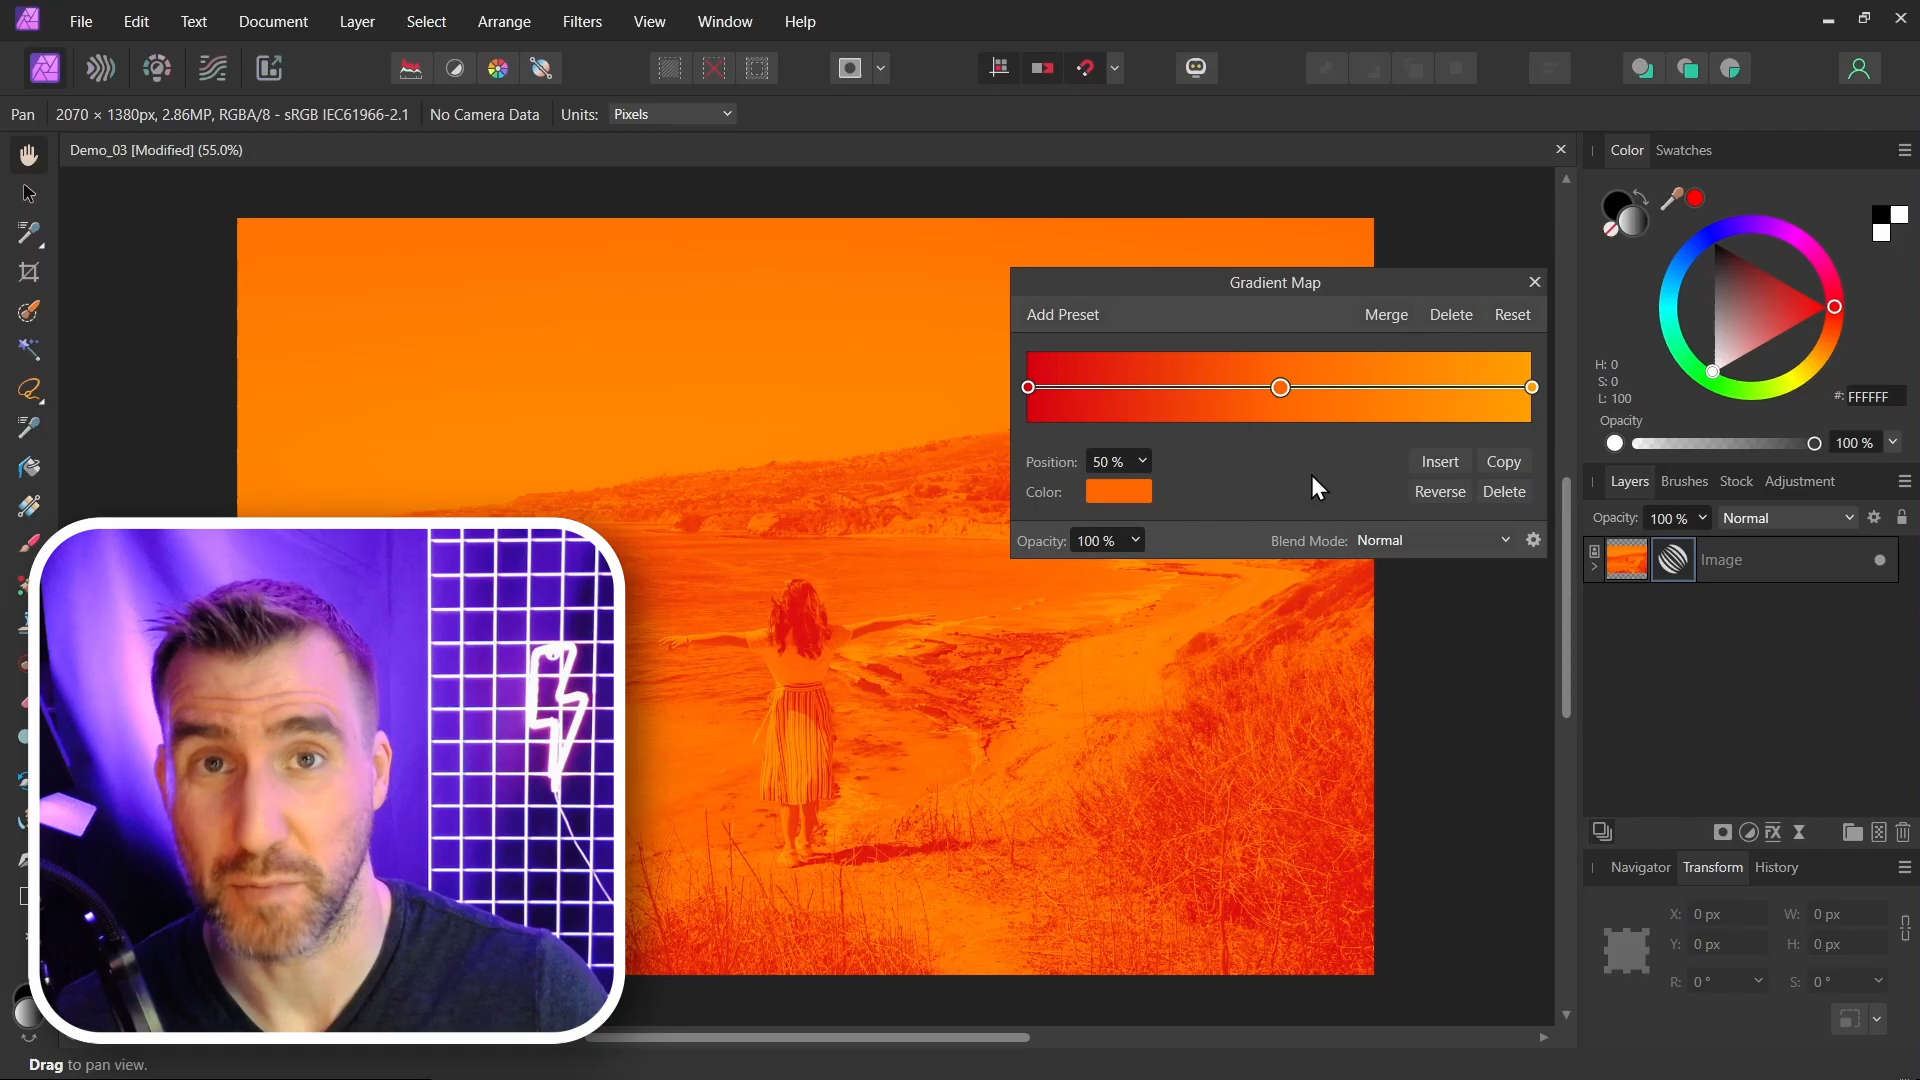 File Edit Text Document Layer Select Arrange Filters View Window Help
Pan 2070 × 1380px, 2.86MP, RGBA/8 - sRGB IEC61966-2.1 No Camera Data Units: Pixels
Demo_03 [Modified] (55.0%)
Color Swatches
H: 0
S: 0
L: 100
#: FFFFFF
Opacity
100 %
Gradient Map
Add Preset Merge Delete Reset
Position: 50 % Insert Copy
Color: Reverse Delete
Opacity: 100 % Blend Mode: Normal
Layers Brushes Stock Adjustment
Opacity: 100 % Normal
Image
FX
Navigator Transform History
X: 0 px W: 0 px
Y: 0 px H: 0 px
R: 0 ° S: 0 °
Drag to pan view.